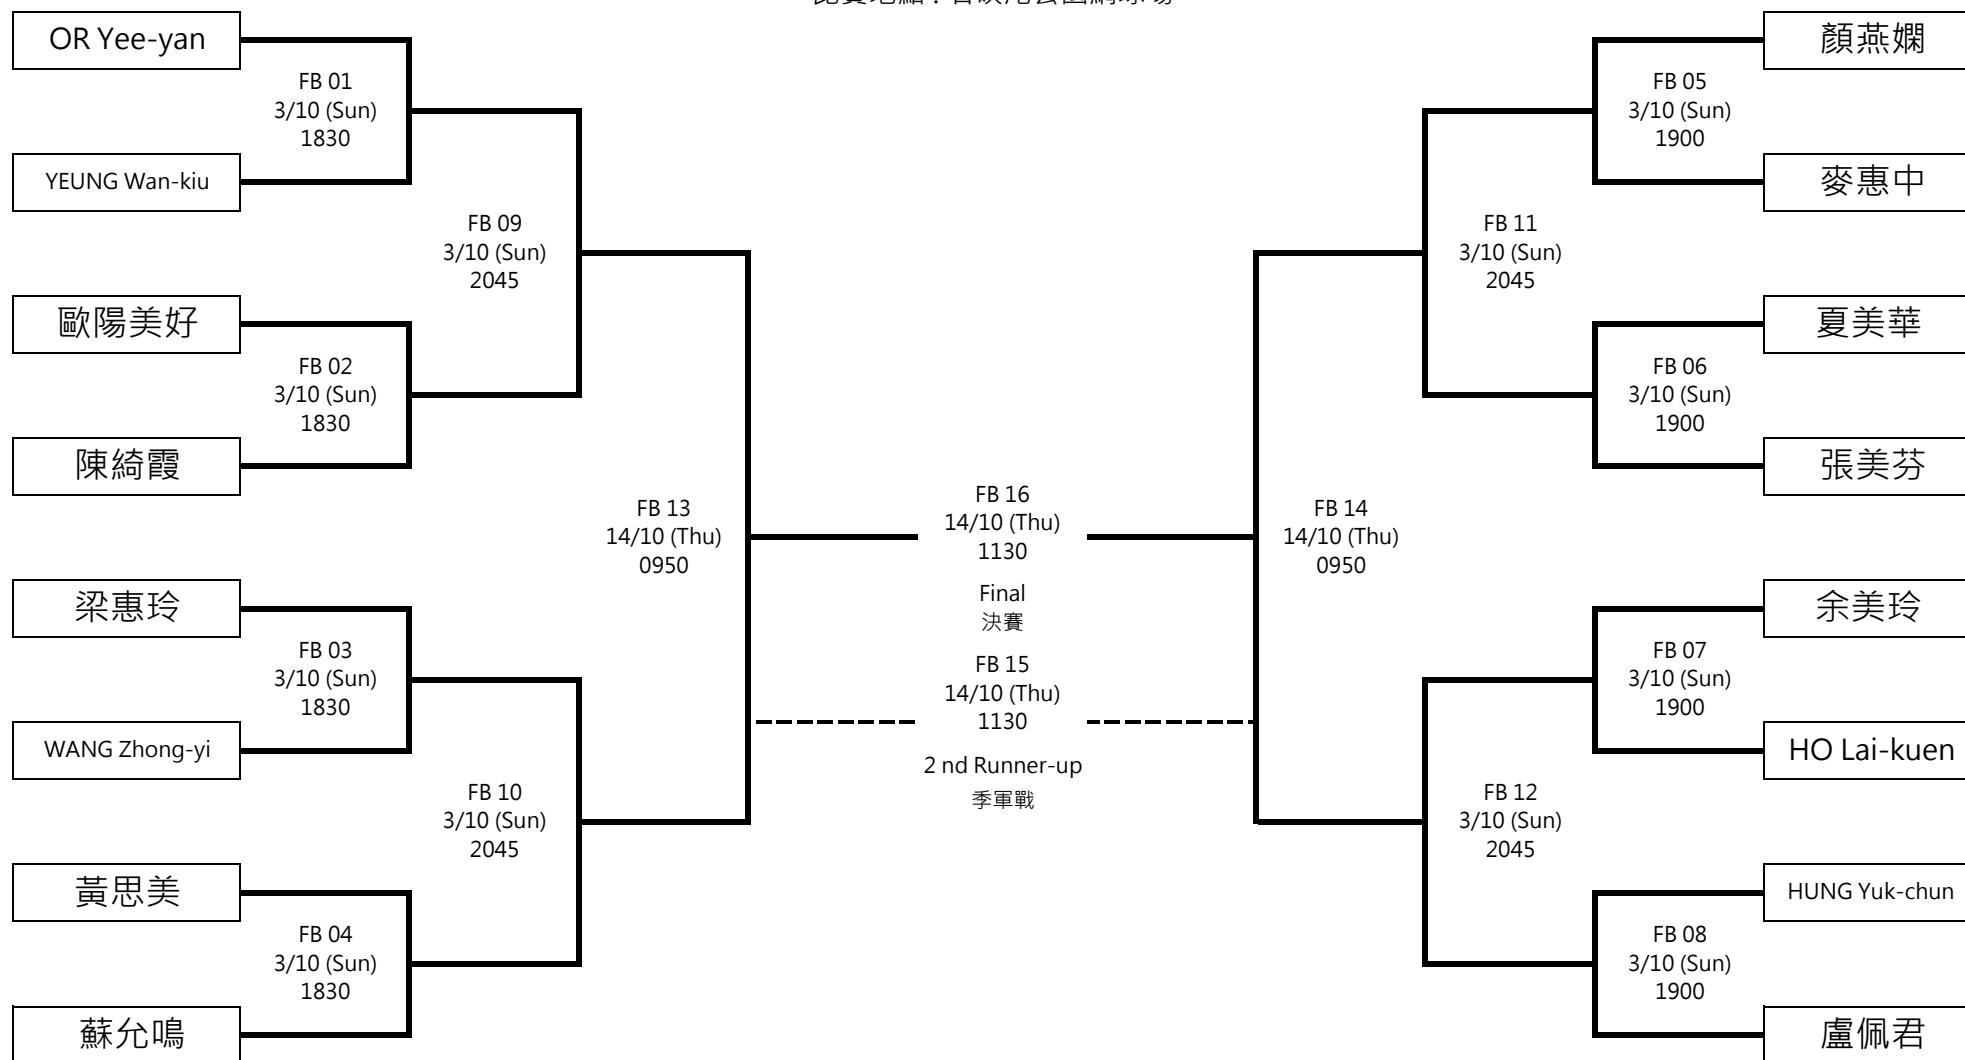 OR Yee-yan
FB 01
3/10 (Sun)
1830
YEUNG Wan-kiu
FB 09
3/10 (Sun)
2045
歐陽美好
FB 02
3/10 (Sun)
1830
陳綺霞
FB 13
14/10 (Thu)
0950
梁惠玲
FB 03
3/10 (Sun)
1830
WANG Zhong-yi
FB 10
3/10 (Sun)
2045
黃思美
FB 04
3/10 (Sun)
1830
蘇允鳴
FB 16
14/10 (Thu)
1130
Final
決賽
FB 15
14/10 (Thu)
1130
2 nd Runner-up
季軍戰
顏燕嫻
FB 05
3/10 (Sun)
1900
麥惠中
FB 11
3/10 (Sun)
2045
夏美華
FB 06
3/10 (Sun)
1900
張美芬
FB 14
14/10 (Thu)
0950
余美玲
FB 07
3/10 (Sun)
1900
HO Lai-kuen
FB 12
3/10 (Sun)
2045
HUNG Yuk-chun
FB 08
3/10 (Sun)
1900
盧佩君